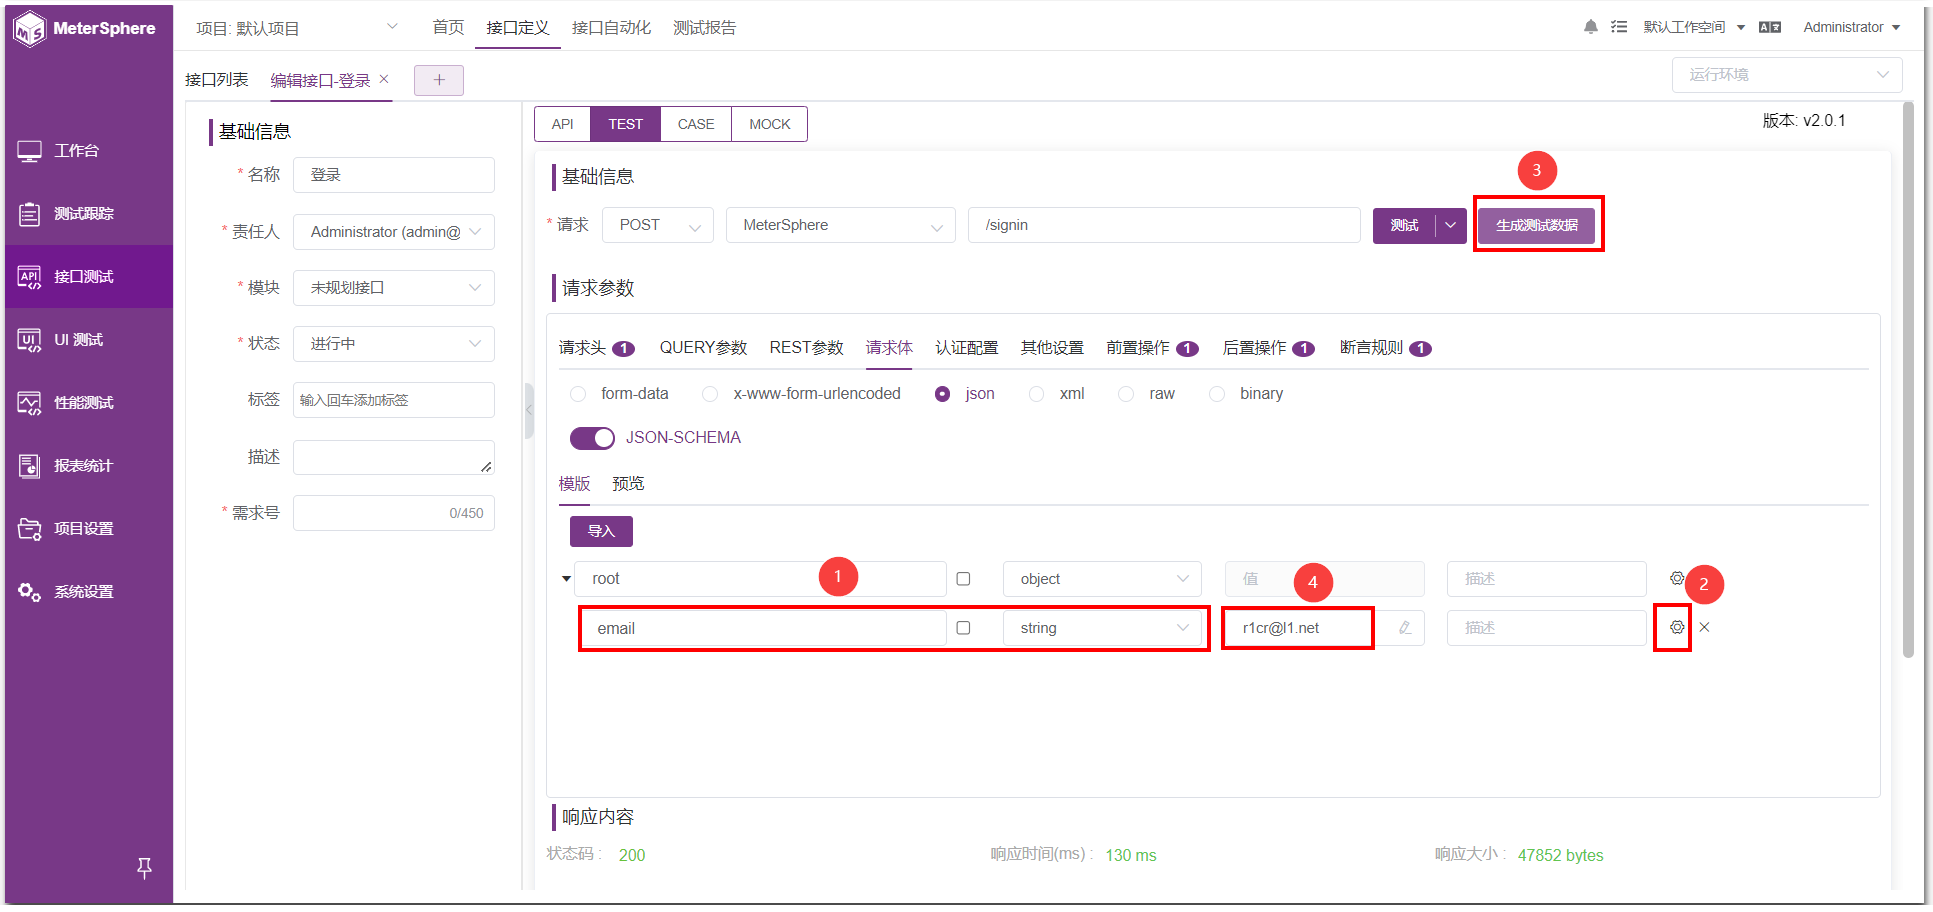 MeterSphere
项目: 默认项目
首页
接口定义
接口自动化
测试报告
默认工作空间
Administrator
接口列表
编辑接口-登录
+
运行环境
工作台
测试跟踪
接口测试
UI 测试
性能测试
报表统计
项目设置
系统设置
基础信息
* 名称 登录
* 责任人 Administrator (admin@
* 模块 未规划接口
* 状态 进行中
标签 输入回车添加标签
描述
* 需求号 0/450
API TEST CASE MOCK
版本: v2.0.1
基础信息
3
* 请求 POST MeterSphere /signin 测试 生成测试数据
请求参数
请求头 1 QUERY参数 REST参数 请求体 认证配置 其他设置 前置操作 1 后置操作 1 断言规则 1
form-data x-www-form-urlencoded json xml raw binary
JSON-SCHEMA
模版 预览
导入
root 1 object 值 4 描述 2
email string r1cr@l1.net 描述
响应内容
状态码 : 200 响应时间(ms) : 130 ms 响应大小 : 47852 bytes